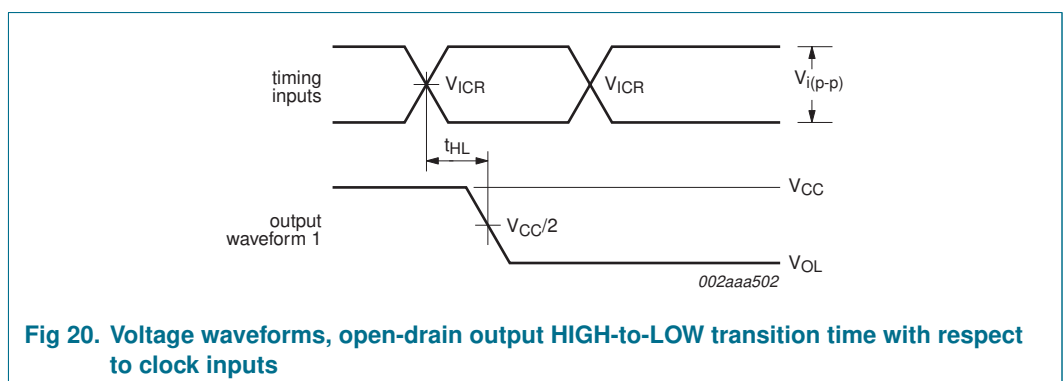 timing
inputs
VICR
VICR
Vi(p-p)
tHL
VCC
output
waveform 1
VCC/2
VOL
002aaa502
Fig 20. Voltage waveforms, open-drain output HIGH-to-LOW transition time with respect
to clock inputs